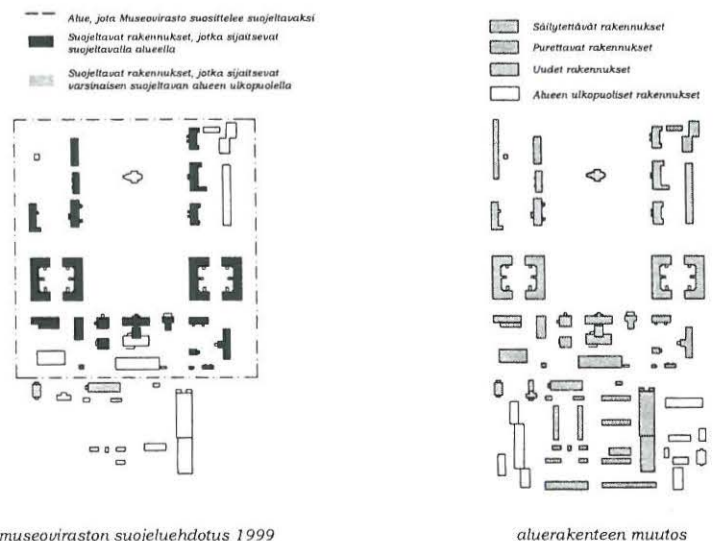 Alue, jota Museovirasto suosittelee suojeltavaksi
Suojeltavat rakennukset, jotka sijaitsevat
suojeltavalla alueella
Suojeltavat rakennukset, jotka sijaitsevat
varsinaisen suojeltavan alueen ulkopuolella
museoviraston suojeluehdotus 1999
Säilytettävät rakennukset
Purettavat rakennukset
Uudet rakennukset
Alueen ulkopuoliset rakennukset
aluerakenteen muutos